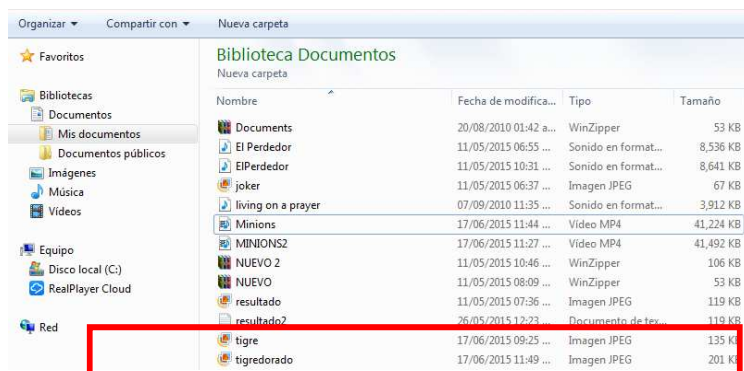 Organizar Compartir con Nueva carpeta
Favoritos
Bibliotecas
Documentos
Mis documentos
Documentos públicos
Imágenes
Música
Vídeos
Equipo
Disco local (C:)
RealPlayer Cloud
Red
Biblioteca Documentos
Nueva carpeta
Nombre Fecha de modifica... Tipo Tamaño
Documents 20/08/2010 01:42 a... WinZipper 53 KB
El Perdedor 11/05/2015 06:55 ... Sonido en format... 8,536 KB
ElPerdedor 11/05/2015 10:31 ... Sonido en format... 8,641 KB
joker 11/05/2015 06:37 ... Imagen JPEG 67 KB
living on a prayer 07/09/2010 11:35 ... Sonido en format... 3,912 KB
Minions 17/06/2015 11:44 ... Vídeo MP4 41,224 KB
MINIONS2 17/06/2015 11:27 ... Vídeo MP4 41,492 KB
NUEVO 2 11/05/2015 10:46 ... WinZipper 106 KB
NUEVO 11/05/2015 08:09 ... WinZipper 53 KB
resultado 11/05/2015 07:36 ... Imagen JPEG 119 KB
resultado2 26/05/2015 12:23 ... Documento de tex... 119 KB
tigre 17/06/2015 09:25 ... Imagen JPEG 135 KB
tigredorado 17/06/2015 11:49 ... Imagen JPEG 201 KB